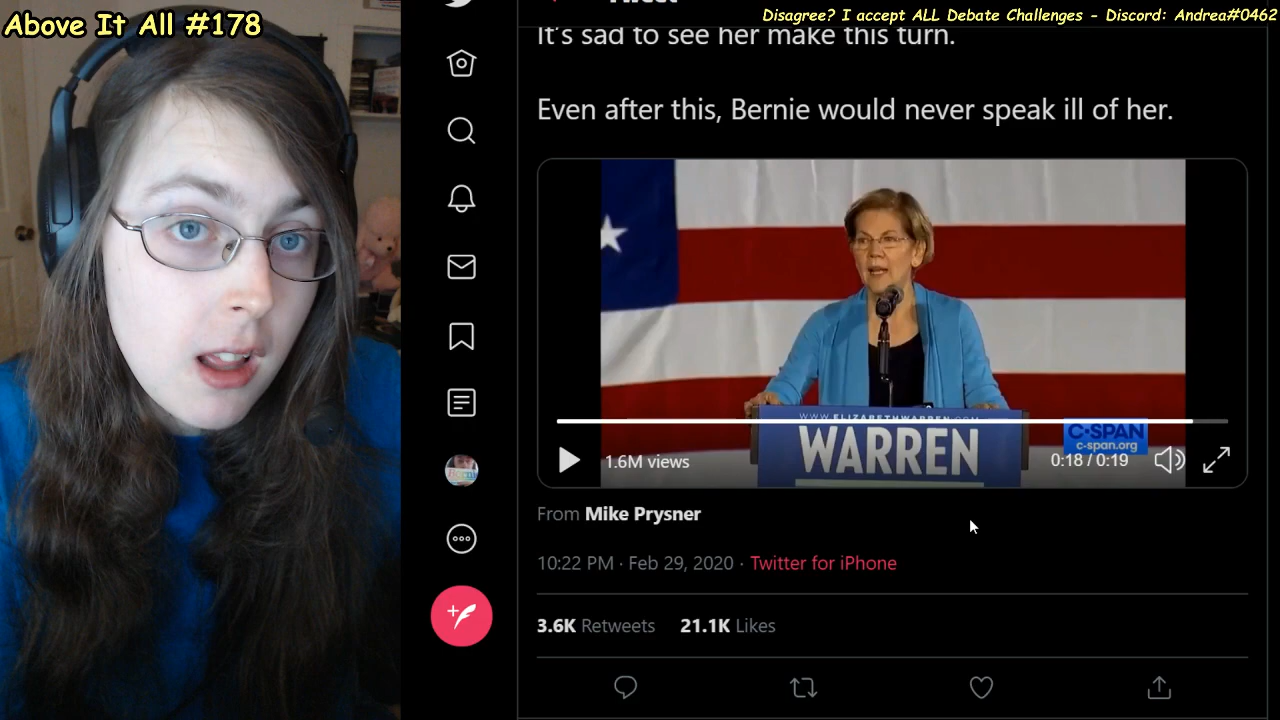 Above It All #178
Disagree? I accept ALL Debate Challenges - Discord: Andrea#0462
Tweet
It's sad to see her make this turn.
Even after this, Bernie would never speak ill of her.
WWW.ELIZABETHWARREN.COM
WARREN
C-SPAN
c-span.org
1.6M views
0:18 / 0:19
From Mike Prysner
10:22 PM · Feb 29, 2020 · Twitter for iPhone
3.6K Retweets 21.1K Likes